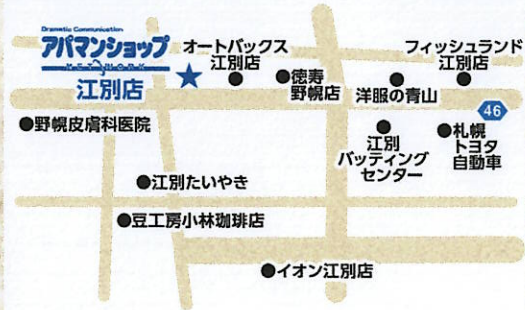 Dramatic Communication
アパマンショップ
NETWORK
江別店
オートバックス
江別店
徳寿
野幌店
洋服の青山
フィッシュランド
江別店
46
●野幌皮膚科医院
江別
バッティング
センター
●札幌
トヨタ
自動車
●江別たいやき
●豆工房小林珈琲店
●イオン江別店